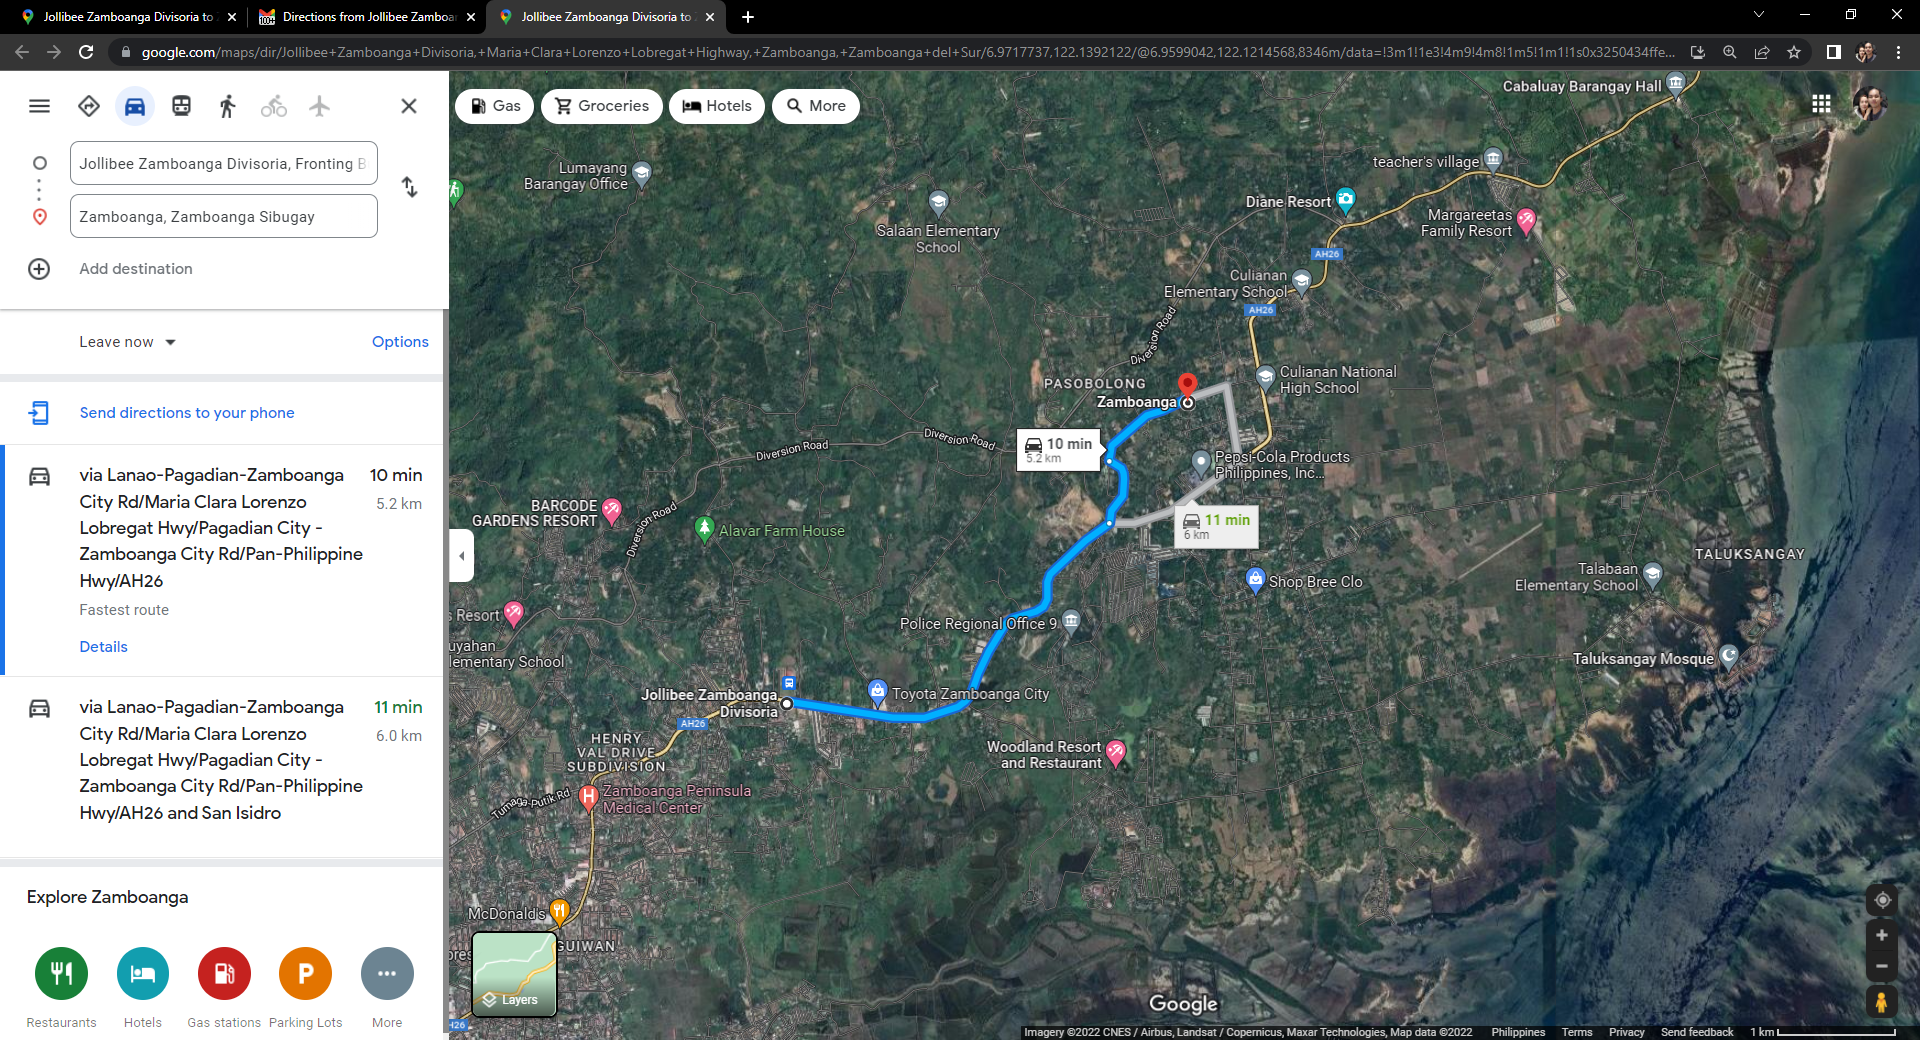 Jollibee Zamboanga Divisoria to
Directions from Jollibee Zamboan
Jollibee Zamboanga Divisoria to
google.com/maps/dir/Jollibee+Zamboanga+Divisoria,+Maria+Clara+Lorenzo+Lobregat+Highway,+Zamboanga,+Zamboanga+del+Sur/6.9717737,122.1392122/@6.9599042,122.1214568,8346m/data=!3m1!1e3!4m9!4m8!1m5!1m1!1s0x3250434ffe...
Jollibee Zamboanga Divisoria, Fronting B
Zamboanga, Zamboanga Sibugay
Add destination
Leave now
Options
Send directions to your phone
via Lanao-Pagadian-Zamboanga
City Rd/Maria Clara Lorenzo
Lobregat Hwy/Pagadian City -
Zamboanga City Rd/Pan-Philippine
Hwy/AH26
10 min
5.2 km
Fastest route
Details
via Lanao-Pagadian-Zamboanga
City Rd/Maria Clara Lorenzo
Lobregat Hwy/Pagadian City -
Zamboanga City Rd/Pan-Philippine
Hwy/AH26 and San Isidro
11 min
6.0 km
Explore Zamboanga
P
Restaurants
Hotels
Gas stations
Parking Lots
More
Gas
Groceries
Hotels
More
Cabaluay Barangay Hall
teacher's village
Lumayang
Barangay Office
Salaan Elementary
School
Diane Resort
Margareetas
Family Resort
AH26
Culianan
Elementary School
AH26
Diversion Road
Culianan National
High School
PASOBOLONG
Zamboanga
10 min
5.2 km
Diversion Road
Diversion Road
Pepsi-Cola Products
Philippines, Inc...
BARCODE
GARDENS RESORT
Diversion Road
Alavar Farm House
11 min
6 km
TALUKSANGAY
Talabaan
Elementary School
Shop Bree Clo
s Resort
Police Regional Office 9
uyahan
lementary School
Taluksangay Mosque
Jollibee Zamboanga
Divisoria
Toyota Zamboanga City
AH26
HENRY
VAL DRIVE
SUBDIVISION
Woodland Resort
and Restaurant
Tumaga-Putik Rd
H
Zamboanga Peninsula
Medical Center
McDonald's
GUIWAN
Layers
H26
Google
Imagery ©2022 CNES / Airbus, Landsat / Copernicus, Maxar Technologies, Map data ©2022
Philippines
Terms
Privacy
Send feedback
1 km